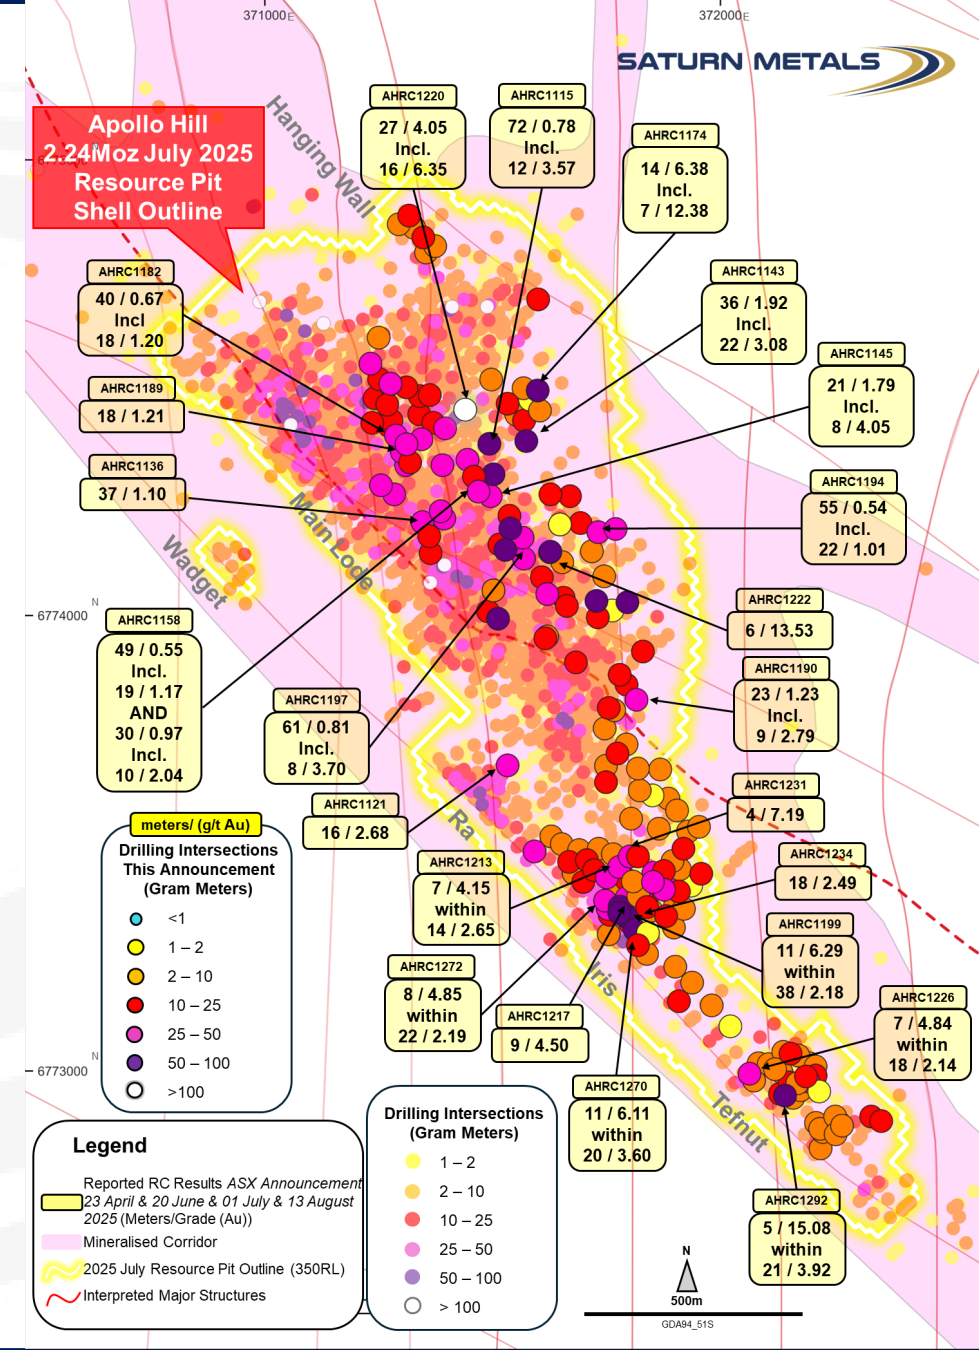 371000E
372000E
SATURN METALS
Apollo Hill
2.24Moz July 2025
Resource Pit
Shell Outline
Hanging Wall
AHRC1220
27 / 4.05
Incl.
16 / 6.35
AHRC1115
72 / 0.78
Incl.
12 / 3.57
AHRC1174
14 / 6.38
Incl.
7 / 12.38
AHRC1182
40 / 0.67
Incl
18 / 1.20
AHRC1143
36 / 1.92
Incl.
22 / 3.08
AHRC1145
21 / 1.79
Incl.
8 / 4.05
AHRC1189
18 / 1.21
AHRC1136
37 / 1.10
AHRC1194
55 / 0.54
Incl.
22 / 1.01
Main Lode
Wadget
N
6774000
AHRC1222
6 / 13.53
AHRC1158
49 / 0.55
Incl.
19 / 1.17
AND
30 / 0.97
Incl.
10 / 2.04
AHRC1190
23 / 1.23
Incl.
9 / 2.79
AHRC1197
61 / 0.81
Incl.
8 / 3.70
AHRC1231
4 / 7.19
AHRC1121
16 / 2.68
Ra
AHRC1234
18 / 2.49
AHRC1213
7 / 4.15
within
14 / 2.65
AHRC1199
11 / 6.29
within
38 / 2.18
AHRC1272
8 / 4.85
within
22 / 2.19
Iris
AHRC1217
9 / 4.50
AHRC1226
7 / 4.84
within
18 / 2.14
N
6773000
AHRC1270
11 / 6.11
within
20 / 3.60
Tefnut
AHRC1292
5 / 15.08
within
21 / 3.92
meters/ (g/t Au)
Drilling Intersections
This Announcement
(Gram Meters)
<1
1 – 2
2 – 10
10 – 25
25 – 50
50 - 100
>100
Drilling Intersections
(Gram Meters)
1 – 2
2 – 10
10 – 25
25 – 50
50 – 100
> 100
Legend
Reported RC Results ASX Announcement
23 April & 20 June & 01 July & 13 August
2025 (Meters/Grade (Au))
Mineralised Corridor
2025 July Resource Pit Outline (350RL)
Interpreted Major Structures
N
500m
GDA94_51S